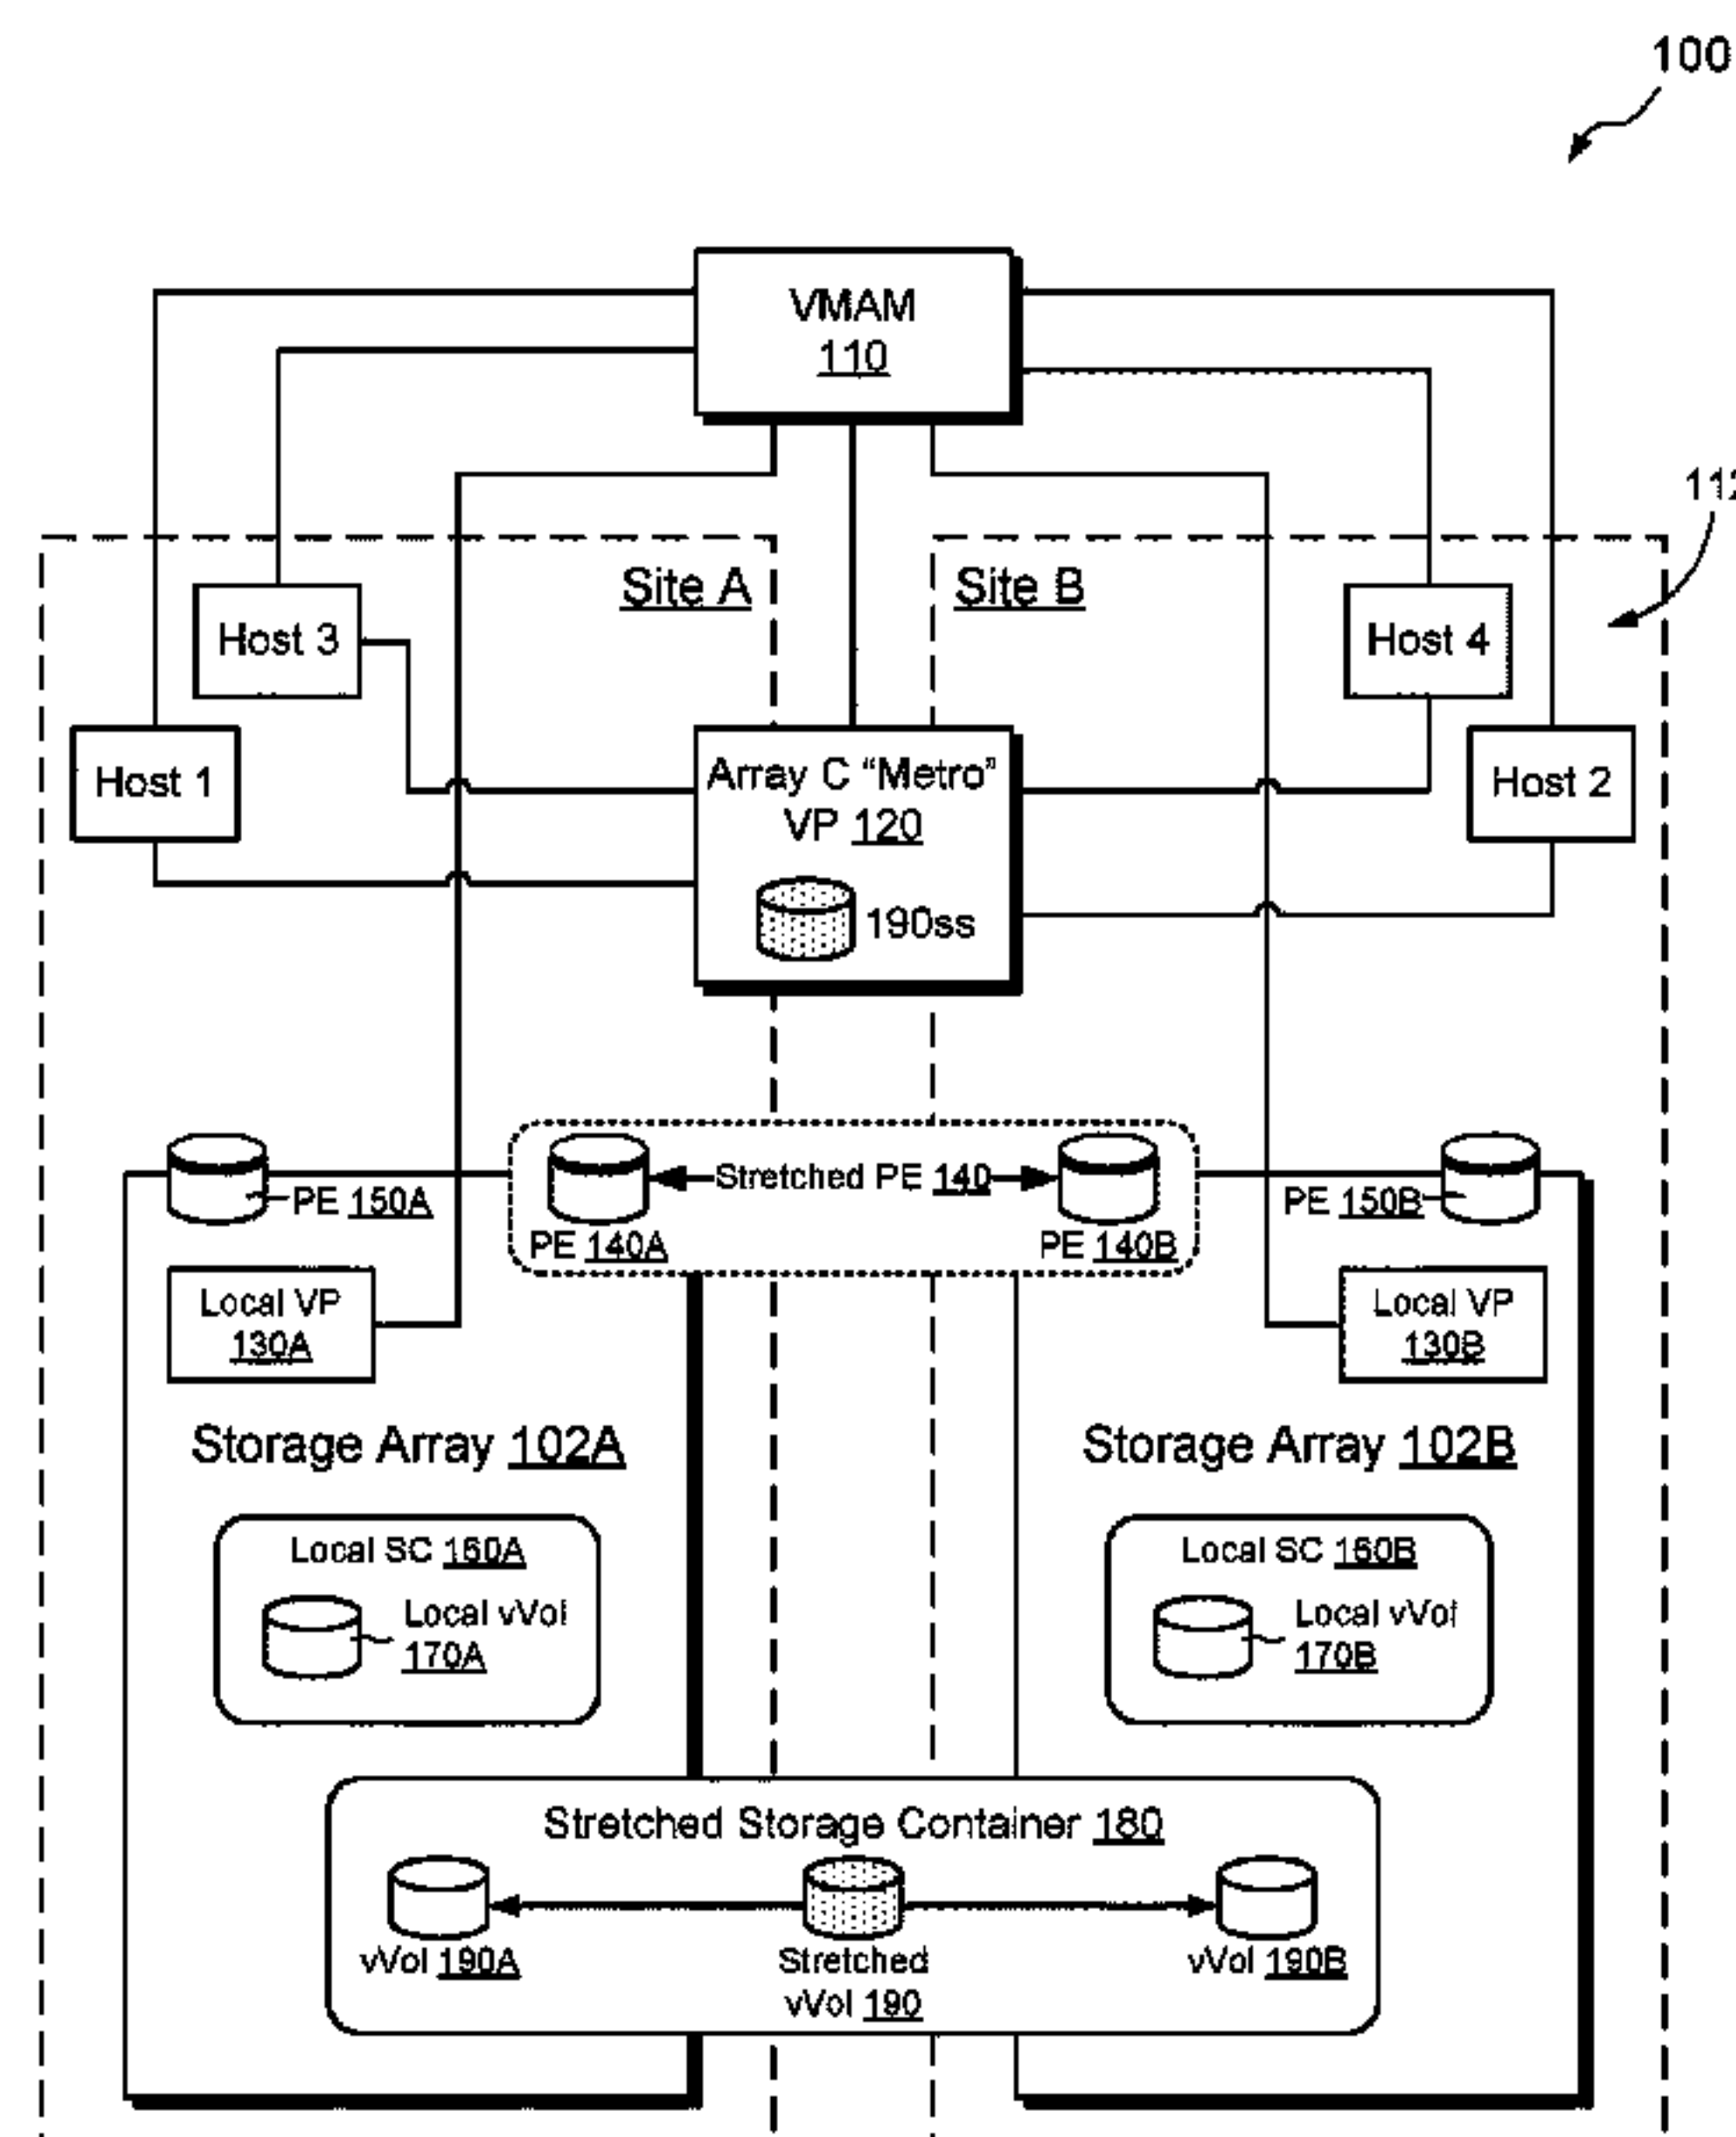 100
VMAM
110
112
Site A
Site B
Host 3
Host 4
Host 1
Array C "Metro"
VP 120
Host 2
190ss
Stretched PE 140
PE 150A
PE 150B
PE 140A
PE 140B
Local VP
130A
Local VP
130B
Storage Array 102A
Storage Array 102B
Local SC 160A
Local SC 160B
Local vVol
170A
Local vVol
170B
Stretched Storage Container 180
vVol 190A
Stretched
vVol 190
vVol 190B